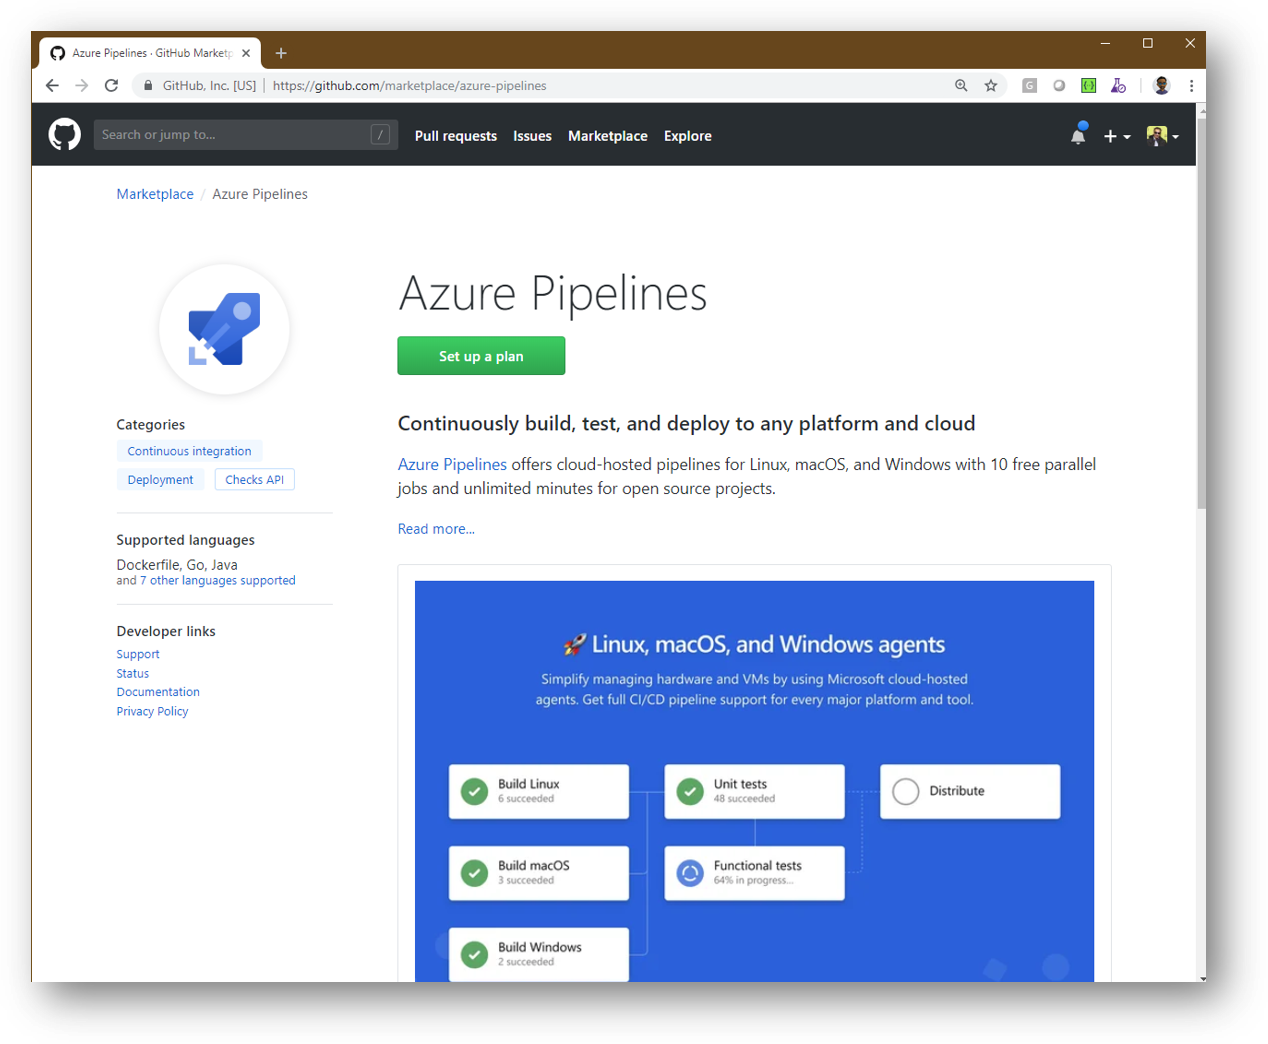 Azure Pipelines · GitHub Marketp
GitHub, Inc. [US] | https://github.com/marketplace/azure-pipelines
Search or jump to... /
Pull requests Issues Marketplace Explore
Marketplace / Azure Pipelines
Azure Pipelines
Set up a plan
Categories
Continuous integration
Deployment Checks API
Supported languages
Dockerfile, Go, Java
and 7 other languages supported
Developer links
Support
Status
Documentation
Privacy Policy
Continuously build, test, and deploy to any platform and cloud
Azure Pipelines offers cloud-hosted pipelines for Linux, macOS, and Windows with 10 free parallel
jobs and unlimited minutes for open source projects.
Read more...
Linux, macOS, and Windows agents
Simplify managing hardware and VMs by using Microsoft cloud-hosted
agents. Get full CI/CD pipeline support for every major platform and tool.
Build Linux
6 succeeded
Unit tests
48 succeeded
Distribute
Build macOS
3 succeeded
Functional tests
64% in progress...
Build Windows
2 succeeded